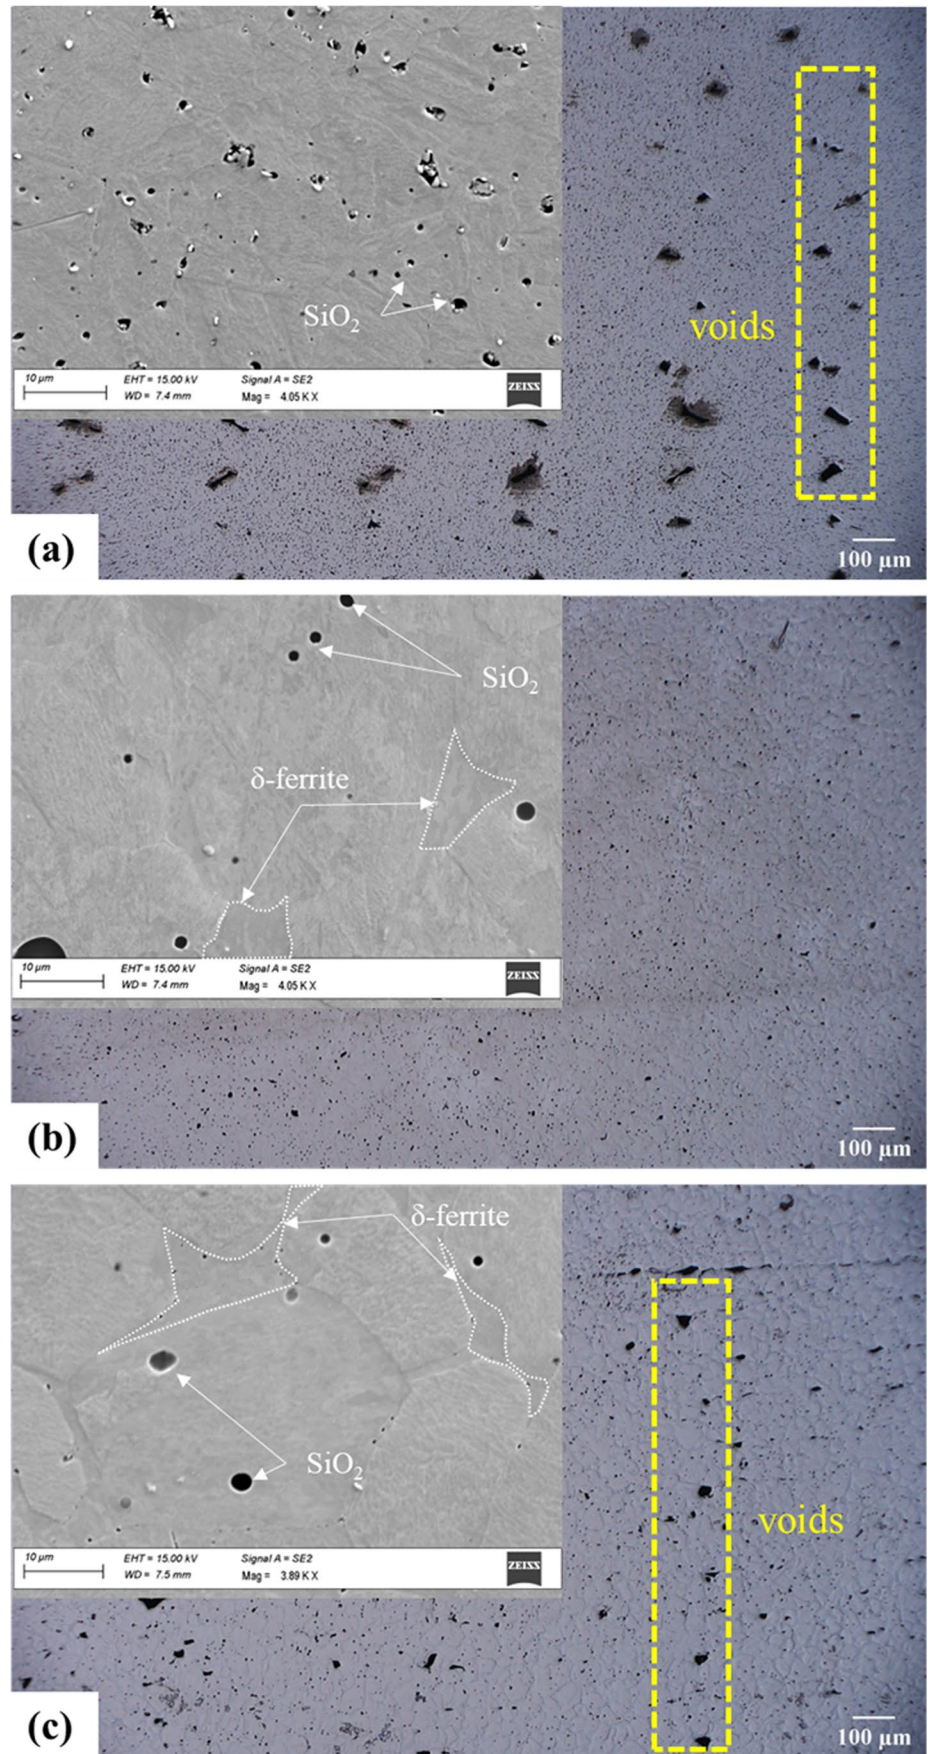 SiO₂
voids
10 µm
EHT = 15.00 kV
Signal A = SE2
WD = 7.4 mm
Mag = 4.05 K X
ZEISS
(a)
100 µm
SiO₂
δ-ferrite
10 µm
EHT = 15.00 kV
Signal A = SE2
WD = 7.4 mm
Mag = 4.05 K X
ZEISS
(b)
100 µm
δ-ferrite
SiO₂
voids
10 µm
EHT = 15.00 kV
Signal A = SE2
WD = 7.5 mm
Mag = 3.89 K X
ZEISS
(c)
100 µm